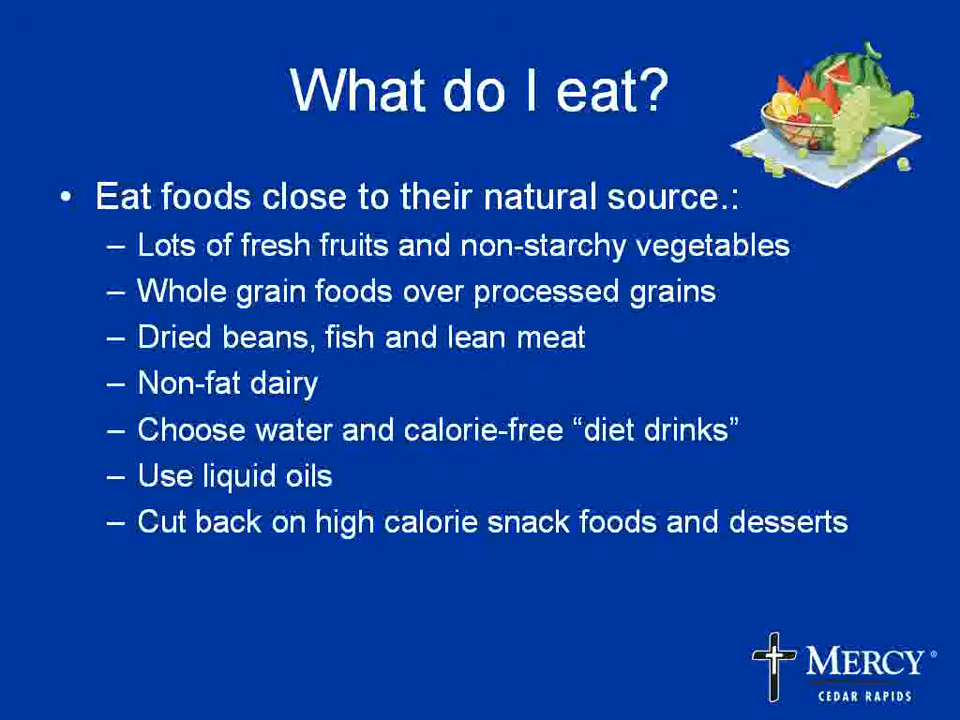 What do I eat?
• Eat foods close to their natural source.:
– Lots of fresh fruits and non-starchy vegetables
– Whole grain foods over processed grains
– Dried beans, fish and lean meat
– Non-fat dairy
– Choose water and calorie-free “diet drinks”
– Use liquid oils
– Cut back on high calorie snack foods and desserts
MERCY®
CEDAR RAPIDS